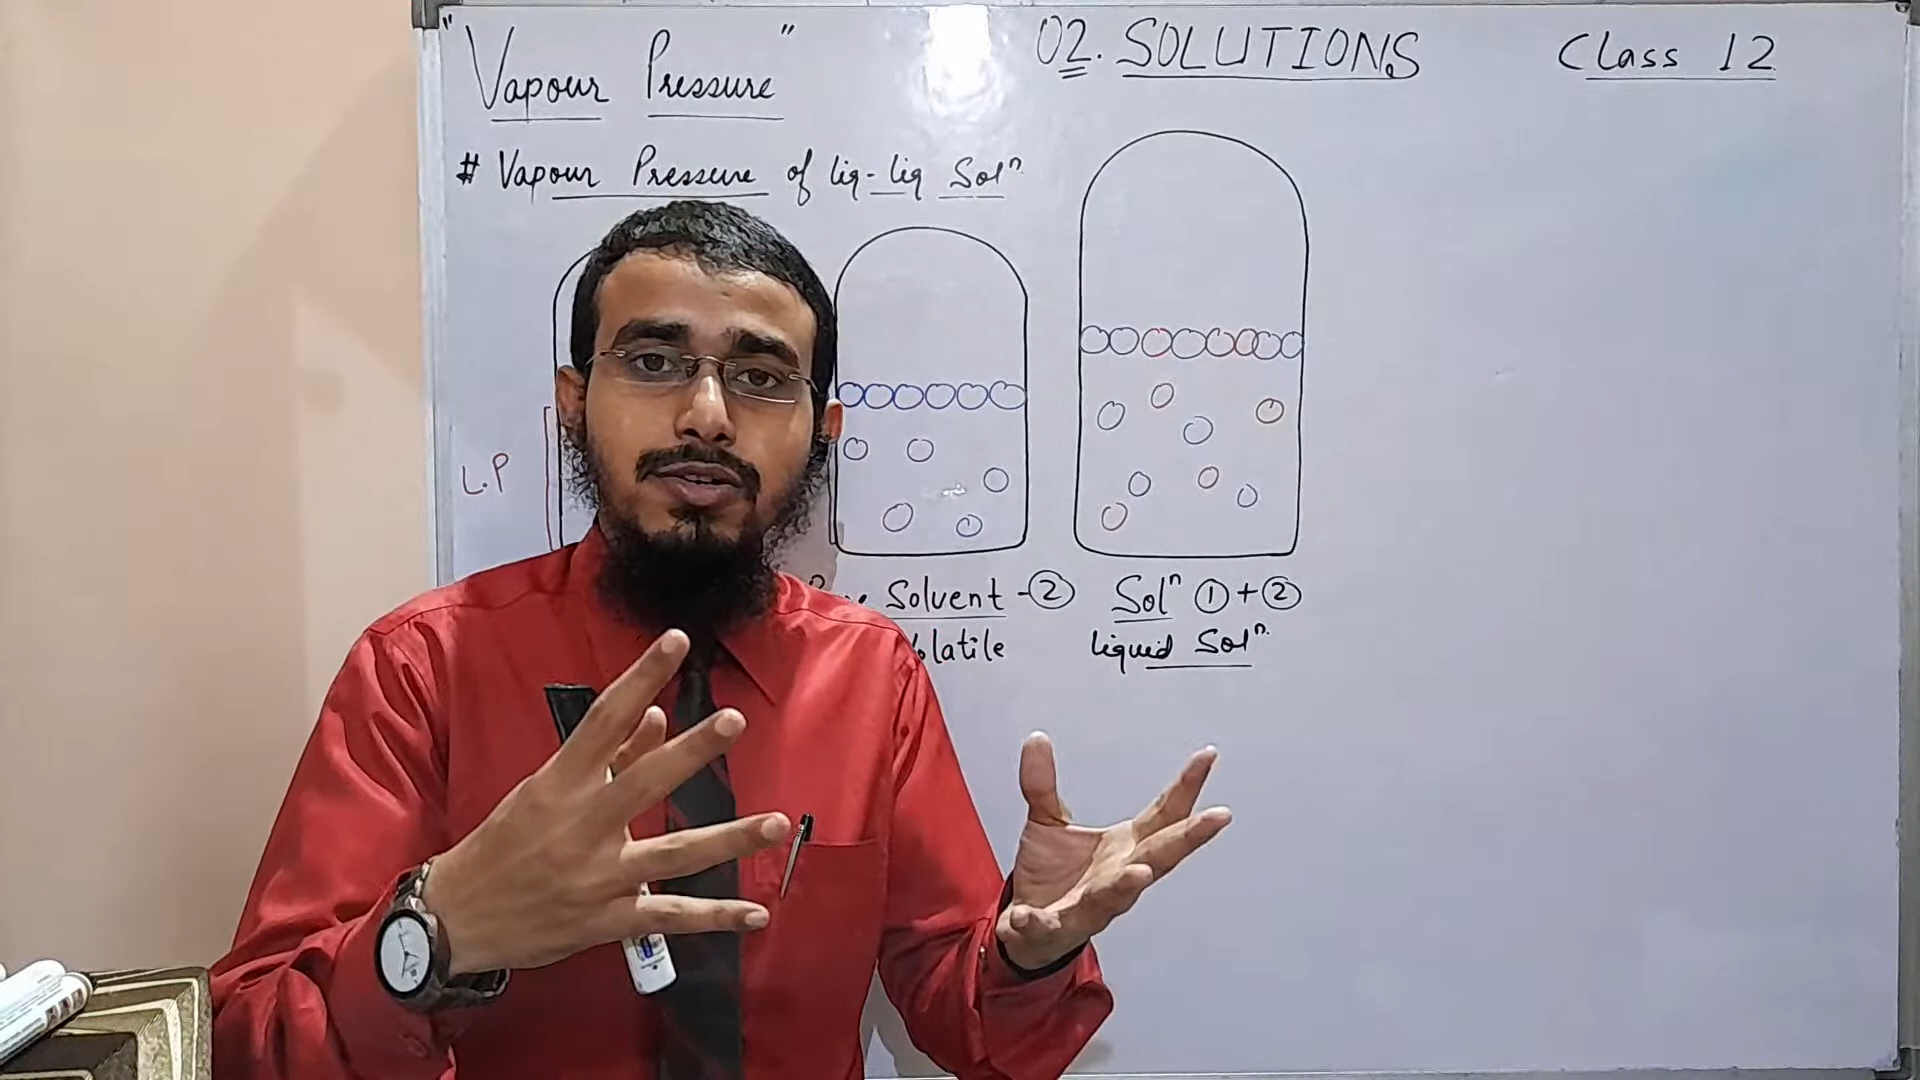 "Vapour Pressure"
02. SOLUTIONS
Class 12
# Vapour Pressure of liq-liq Solⁿ
L.P
Solvent -②
Solⁿ ①+②
liquid Solⁿ